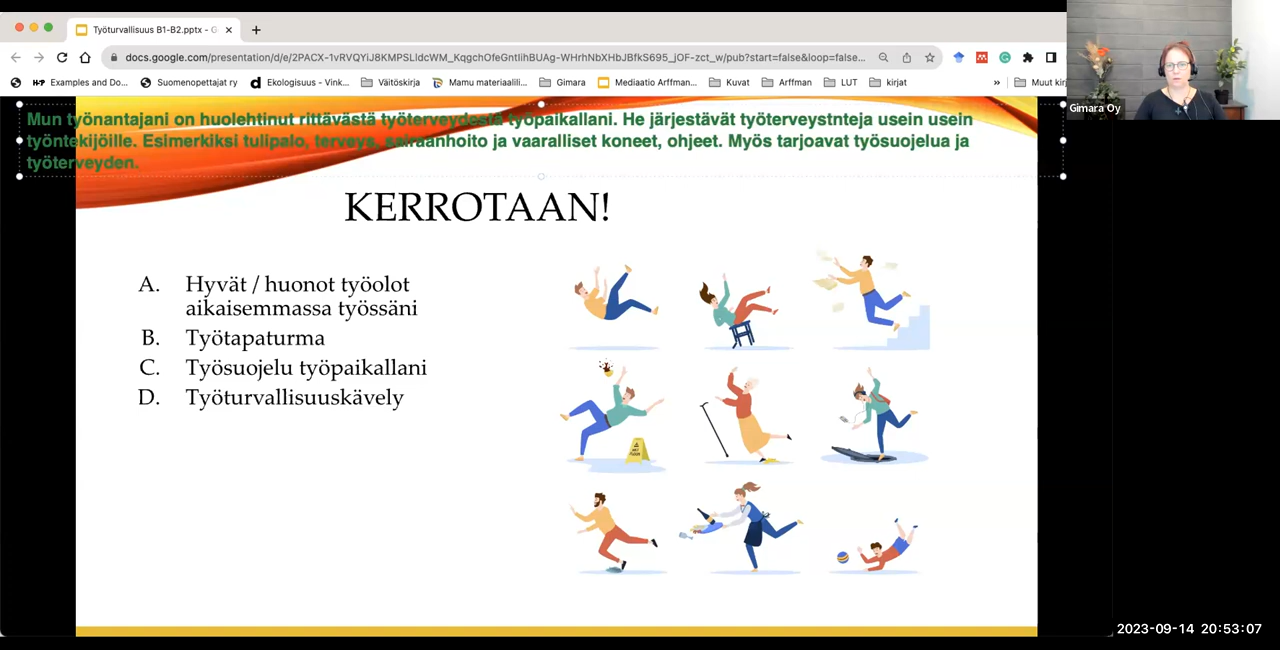 Työturvallisuus B1-B2.pptx - G
docs.google.com/presentation/d/e/2PACX-1vRVQYiJ8KMPSLldcWM_KqgchOfeGntIihBUAg-WHrhNbXHbJBfkS695_jOF-zct_w/pub?start=false&loop=false...
Examples and Do... Suomenopettajat ry Ekologisuus - Vink... Väitöskirja Mamu materiaalili... Gimara Mediaatio Arffman... Kuvat Arffman LUT kirjat » Muut kirj
Gimara Oy
Mun työnantajani on huolehtinut rittävästä työterveydestä työpaikallani. He järjestävät työterveystnteja usein usein
työntekijöille. Esimerkiksi tulipalo, terveys, sairaanhoito ja vaaralliset koneet, ohjeet. Myös tarjoavat työsuojelua ja
työterveyden.
KERROTAAN!
A. Hyvät / huonot työolot
aikaisemmassa työssäni
B. Työtapaturma
C. Työsuojelu työpaikallani
D. Työturvallisuuskävely
2023-09-14 20:53:07